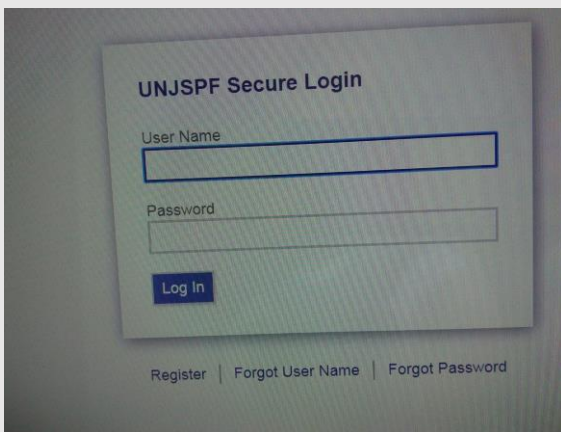 UNJSPF Secure Login
User Name
Password
Log In
Register | Forgot User Name | Forgot Password